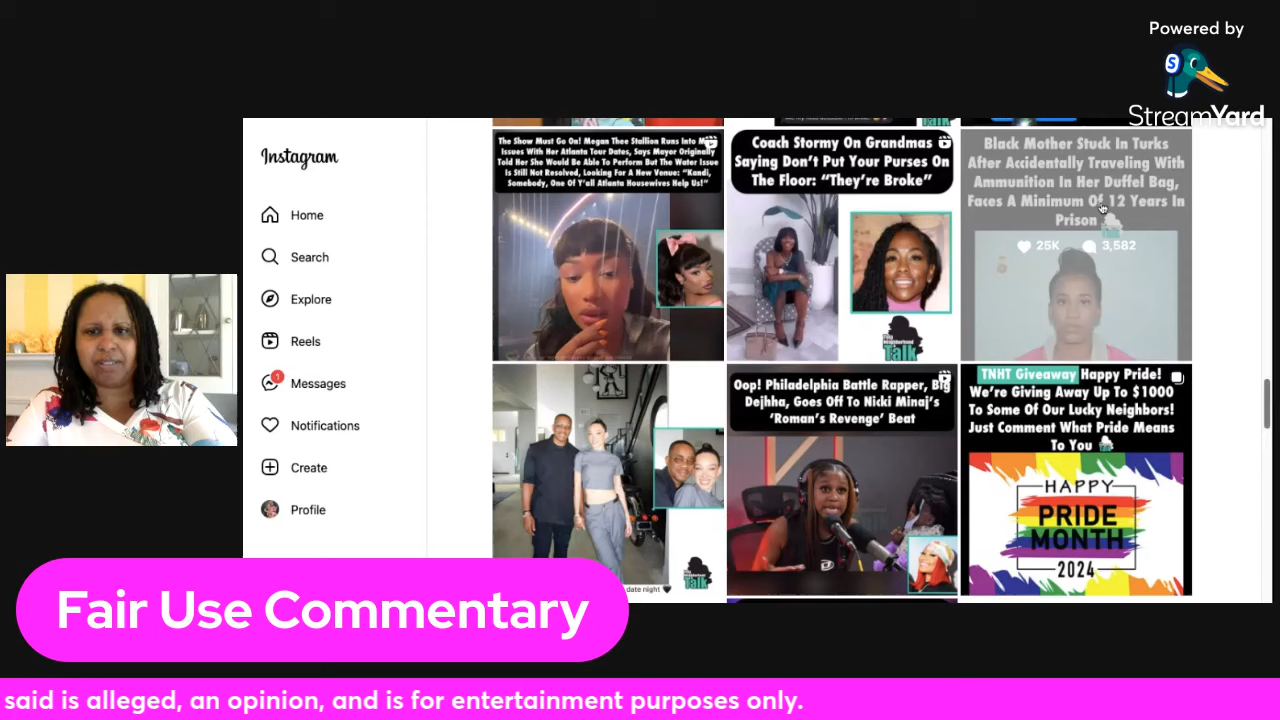 Powered by
S
StreamYard
Instagram
Home
Search
Explore
Reels
1
Messages
Notifications
Create
Profile
The Show Must Go On! Megan Thee Stallion Runs Into
Issues With Her Atlanta Tour Dates, Says Mayor Originally
Told Her She Would Be Able To Perform But The Water Issue
Is Still Not Resolved, Looking For A New Venue: “Kandi,
Somebody, One Of Y’all Atlanta Housewives Help Us!”
Coach Stormy On Grandmas
Saying Don’t Put Your Purses On
The Floor: “They’re Broke”
Talk
Black Mother Stuck In Turks
After Accidentally Traveling With
Ammunition In Her Duffel Bag,
Faces A Minimum Of 12 Years In
Prison
25K 3,582
date night
Talk
Oop! Philadelphia Battle Rapper, Big
Dejhha, Goes Off To Nicki Minaj’s
‘Roman’s Revenge’ Beat
TNHT Giveaway Happy Pride!
We’re Giving Away Up To $1000
To Some Of Our Lucky Neighbors!
Just Comment What Pride Means
To You
HAPPY
PRIDE
MONTH
2024
Fair Use Commentary
said is alleged, an opinion, and is for entertainment purposes only.